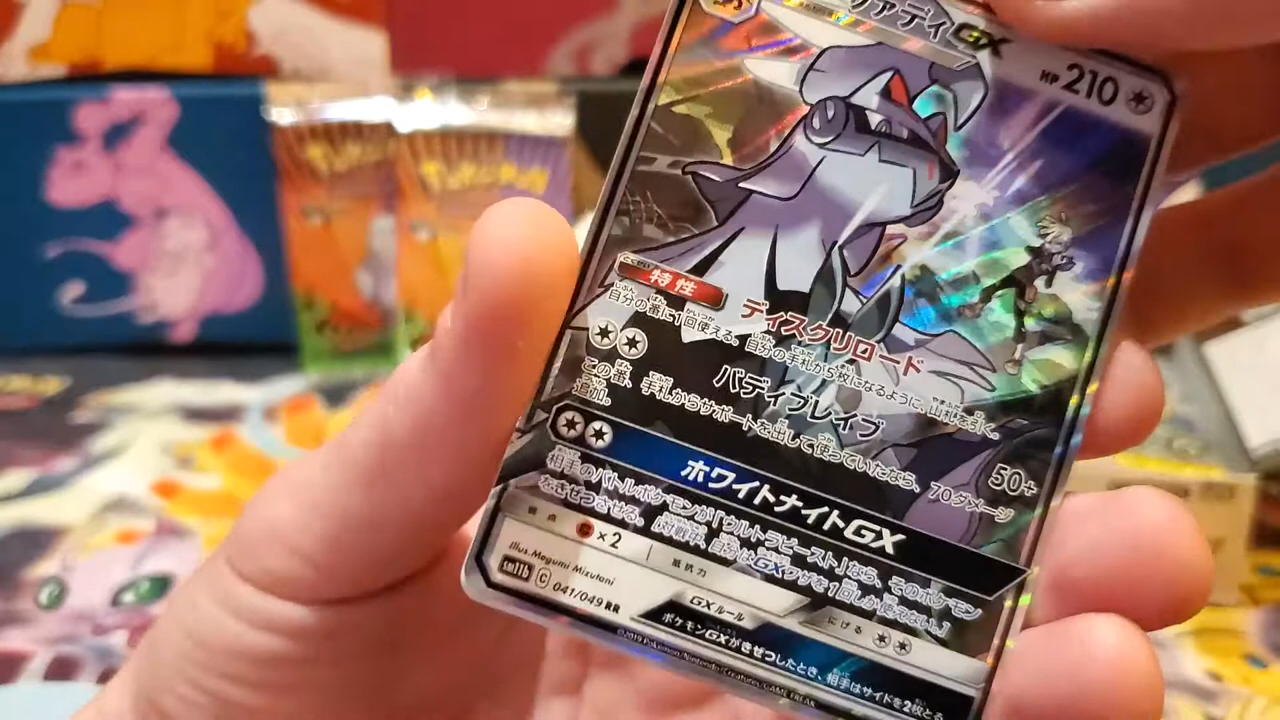 ヴァディGX
HP 210
特性
ディスクリロード
自分の番に1回使える。自分の手札が5枚になるように、山札を引く。
バディブレイブ
50+
この番、手札からサポートを出して使っていたなら、70ダメージ
追加。
ホワイトナイトGX
相手のバトルポケモンが「ウルトラビースト」なら、そのポケモン
をきぜつさせる。[対戦中、自分はGXワザを1回しか使えない。]
弱点
×2
抵抗力
にげる
Illus.Megumi Mizutani
sm11b C 041/049 RR
GXルール
ポケモンGXがきぜつしたとき、相手はサイドを2枚とる
©2019 Pokémon/Nintendo/Creatures/GAME FREAK